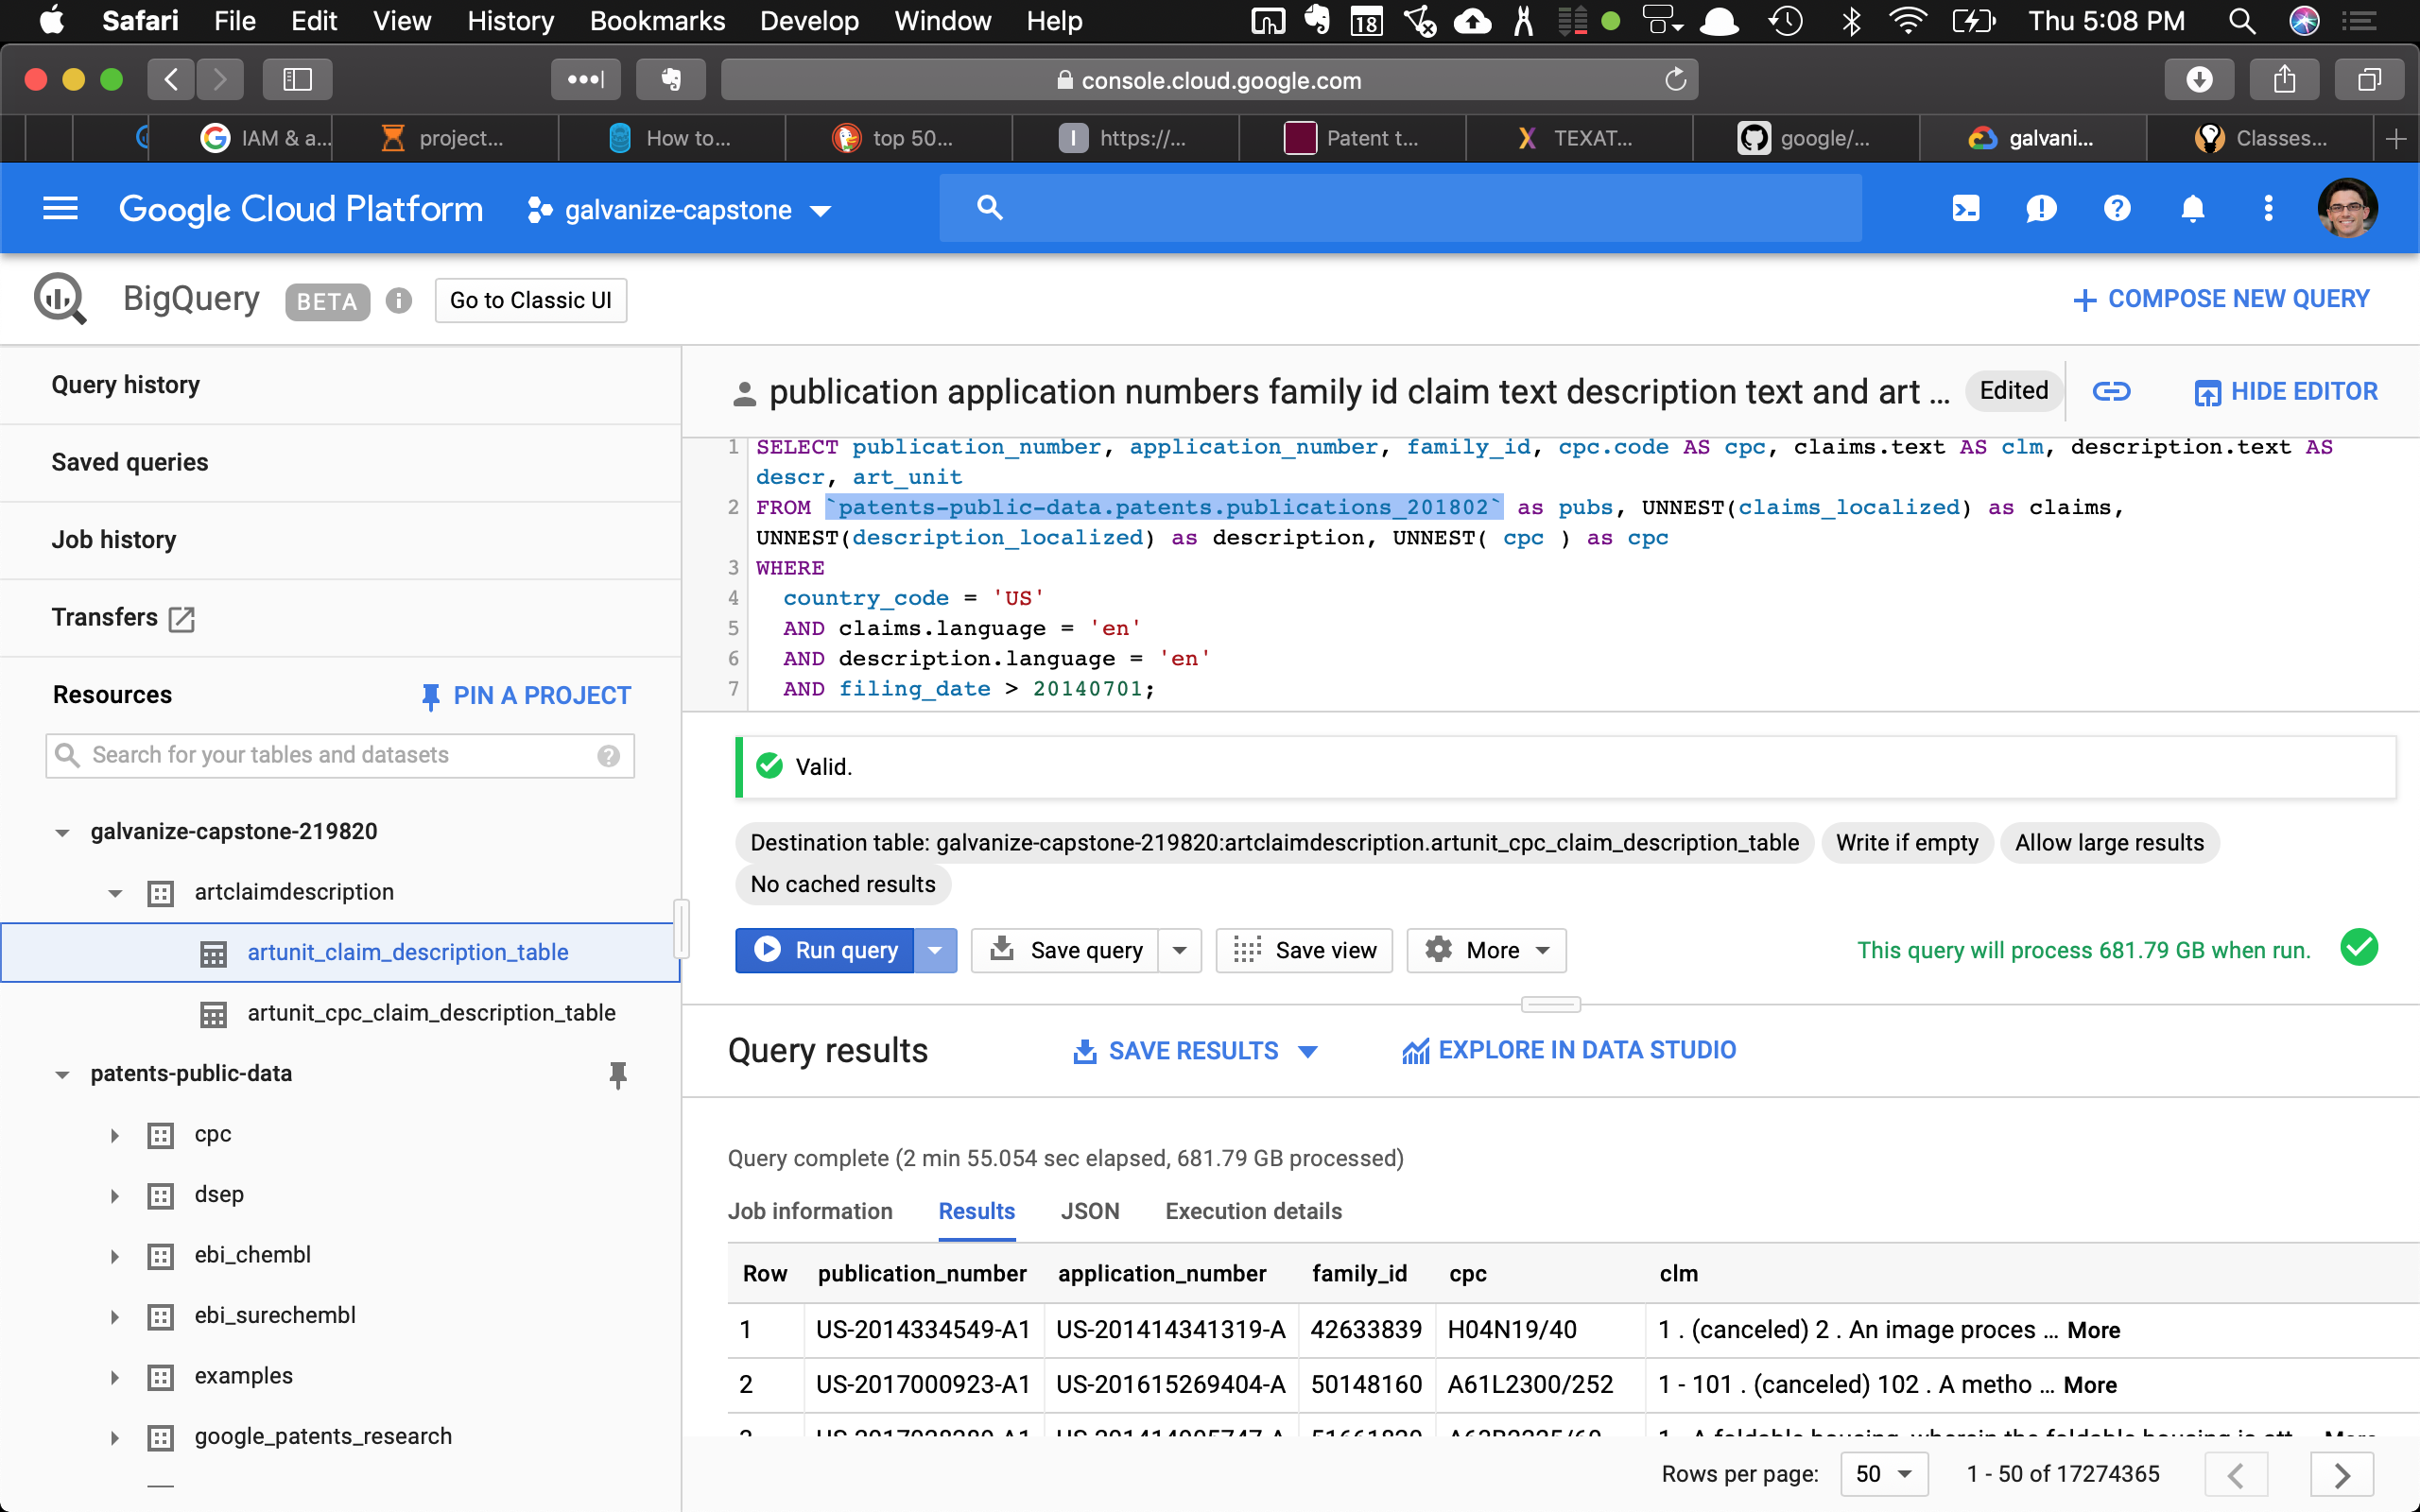 Safari File Edit View History Bookmarks Develop Window Help 18 Thu 5:08 PM
console.cloud.google.com
IAM & a... project... How to... top 50... https://... Patent t... TEXAT... google/... galvani... Classes...
Google Cloud Platform galvanize-capstone
BigQuery BETA Go to Classic UI COMPOSE NEW QUERY
Query history
Saved queries
Job history
Transfers
Resources PIN A PROJECT
Search for your tables and datasets
galvanize-capstone-219820
artclaimdescription
artunit_claim_description_table
artunit_cpc_claim_description_table
patents-public-data
cpc
dsep
ebi_chembl
ebi_surechembl
examples
google_patents_research
publication application numbers family id claim text description text and art ... Edited HIDE EDITOR
1 SELECT publication_number, application_number, family_id, cpc.code AS cpc, claims.text AS clm, description.text AS
descr, art_unit
2 FROM `patents-public-data.patents.publications_201802` as pubs, UNNEST(claims_localized) as claims,
UNNEST(description_localized) as description, UNNEST( cpc ) as cpc
3 WHERE
4 country_code = 'US'
5 AND claims.language = 'en'
6 AND description.language = 'en'
7 AND filing_date > 20140701;
Valid.
Destination table: galvanize-capstone-219820:artclaimdescription.artunit_cpc_claim_description_table Write if empty Allow large results
No cached results
Run query Save query Save view More This query will process 681.79 GB when run.
Query results SAVE RESULTS EXPLORE IN DATA STUDIO
Query complete (2 min 55.054 sec elapsed, 681.79 GB processed)
Job information Results JSON Execution details
Row publication_number application_number family_id cpc clm
1 US-2014334549-A1 US-201414341319-A 42633839 H04N19/40 1 . (canceled) 2 . An image proces ... More
2 US-2017000923-A1 US-201615269404-A 50148160 A61L2300/252 1 - 101 . (canceled) 102 . A metho ... More
Rows per page: 50 1 - 50 of 17274365